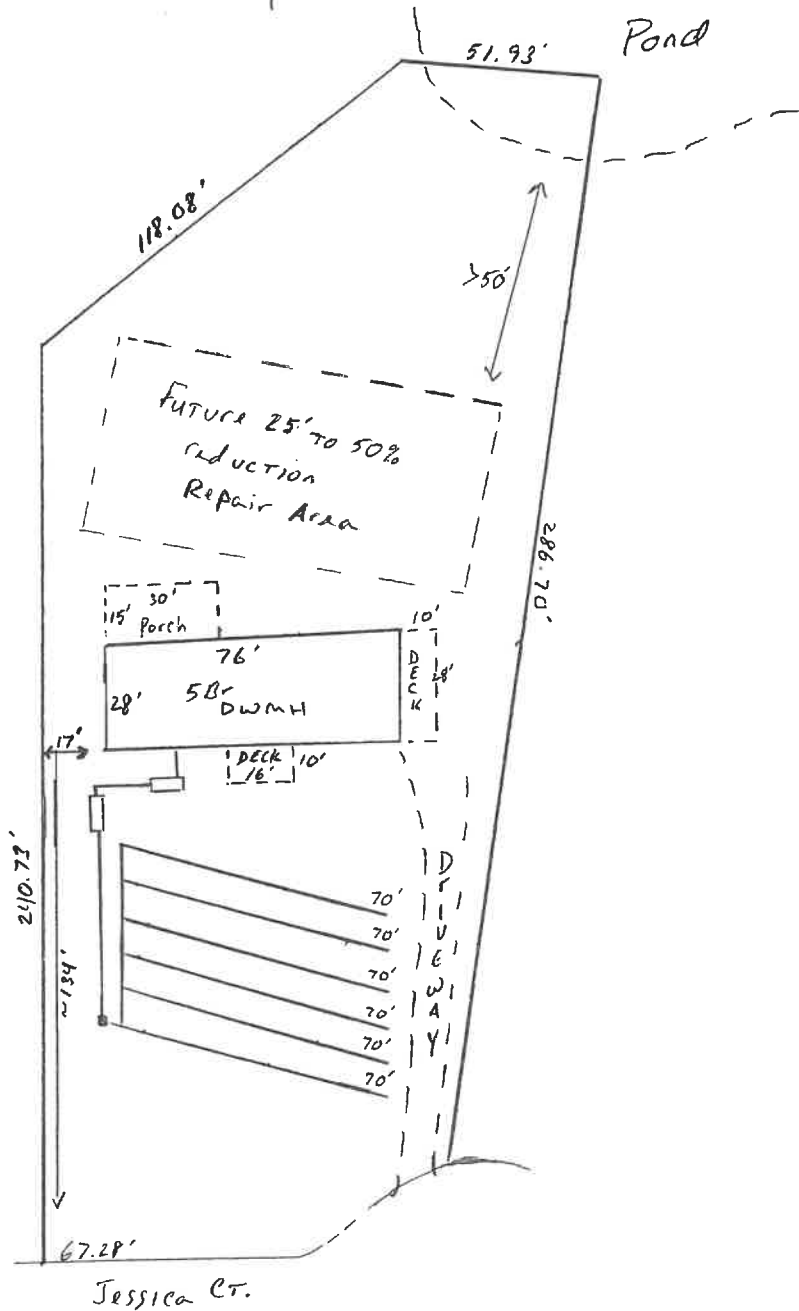 Pond
51.93'
118.08'
>50'
Future 25' to 50%
reduction
Repair Area
286.70'
30'
15'
Porch
10'
76'
DECK
28'
28'
5Br
DWMH
17'
DECK
16'
10'
240.73'
~134'
70'
70'
70'
70'
70'
70'
DrIVEWAY
67.28'
Jessica CT.